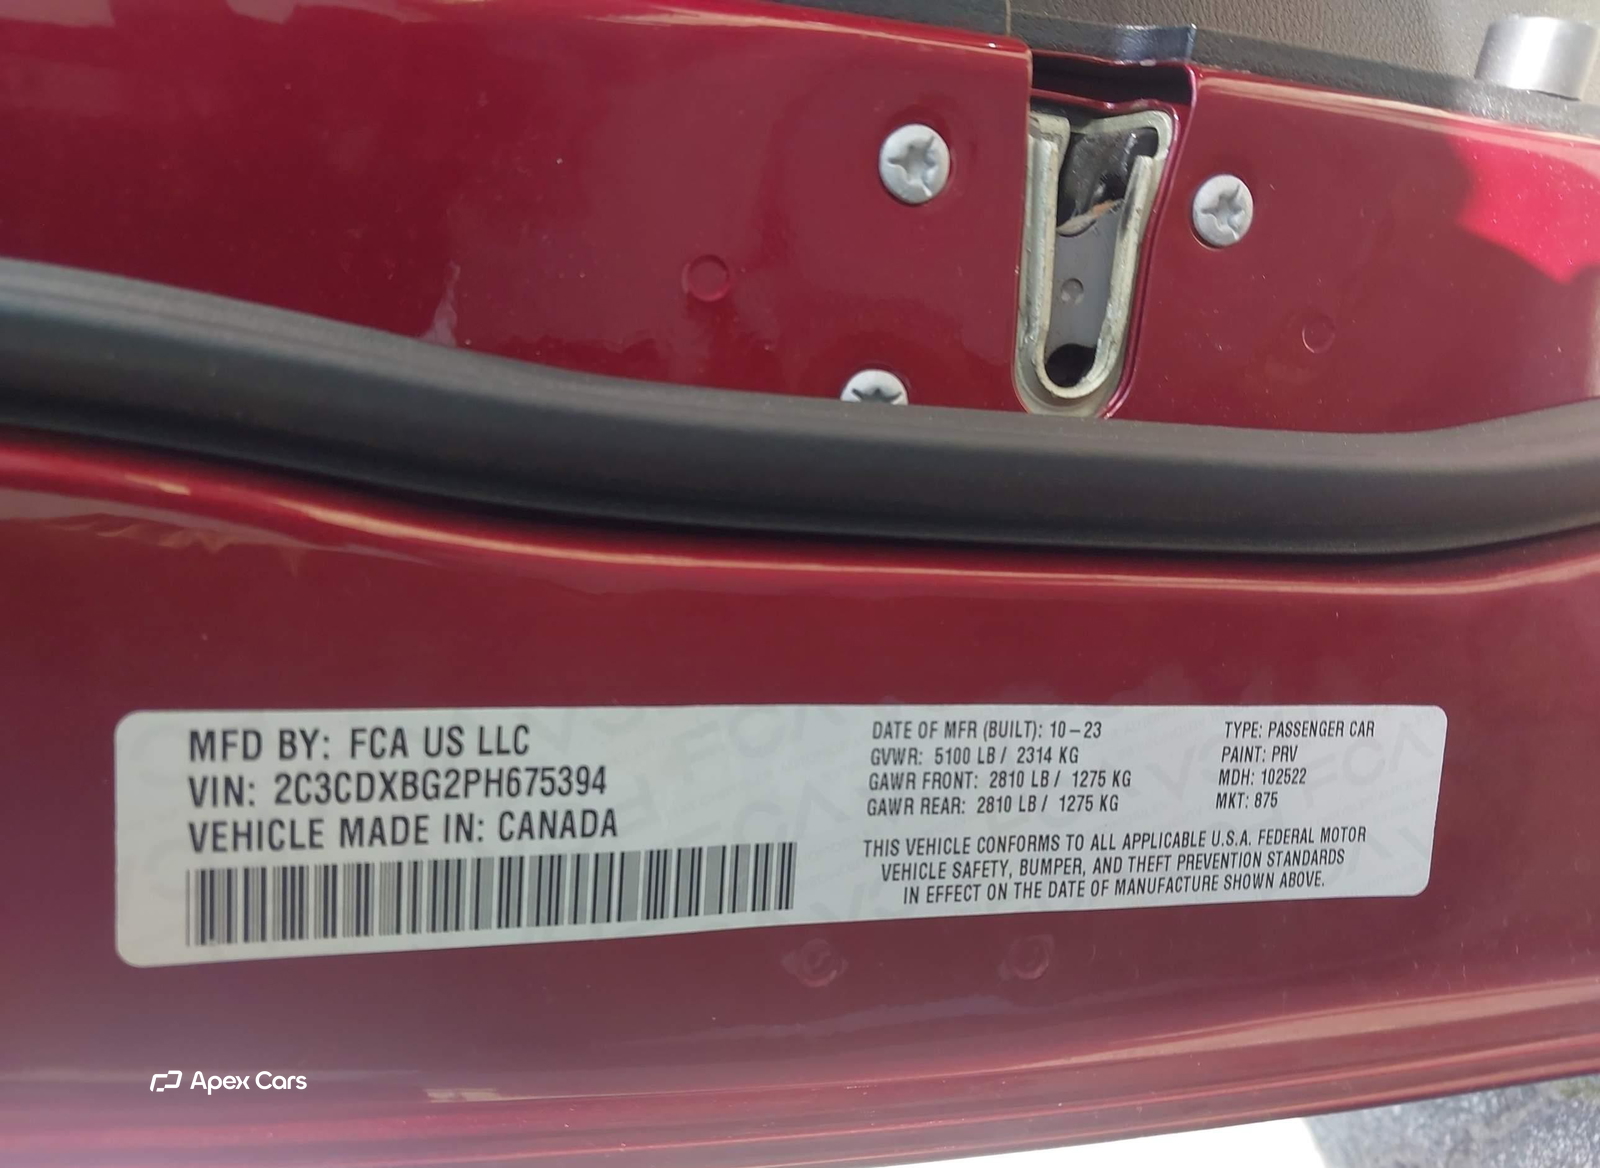 MFD BY: FCA US LLC
VIN: 2C3CDXBG2PH675394
VEHICLE MADE IN: CANADA
DATE OF MFR (BUILT): 10-23
GVWR: 5100 LB / 2314 KG
GAWR FRONT: 2810 LB / 1275 KG
GAWR REAR: 2810 LB / 1275 KG
TYPE: PASSENGER CAR
PAINT: PRV
MDH: 102522
MKT: 875
THIS VEHICLE CONFORMS TO ALL APPLICABLE U.S.A. FEDERAL MOTOR
VEHICLE SAFETY, BUMPER, AND THEFT PREVENTION STANDARDS
IN EFFECT ON THE DATE OF MANUFACTURE SHOWN ABOVE.
Apex Cars